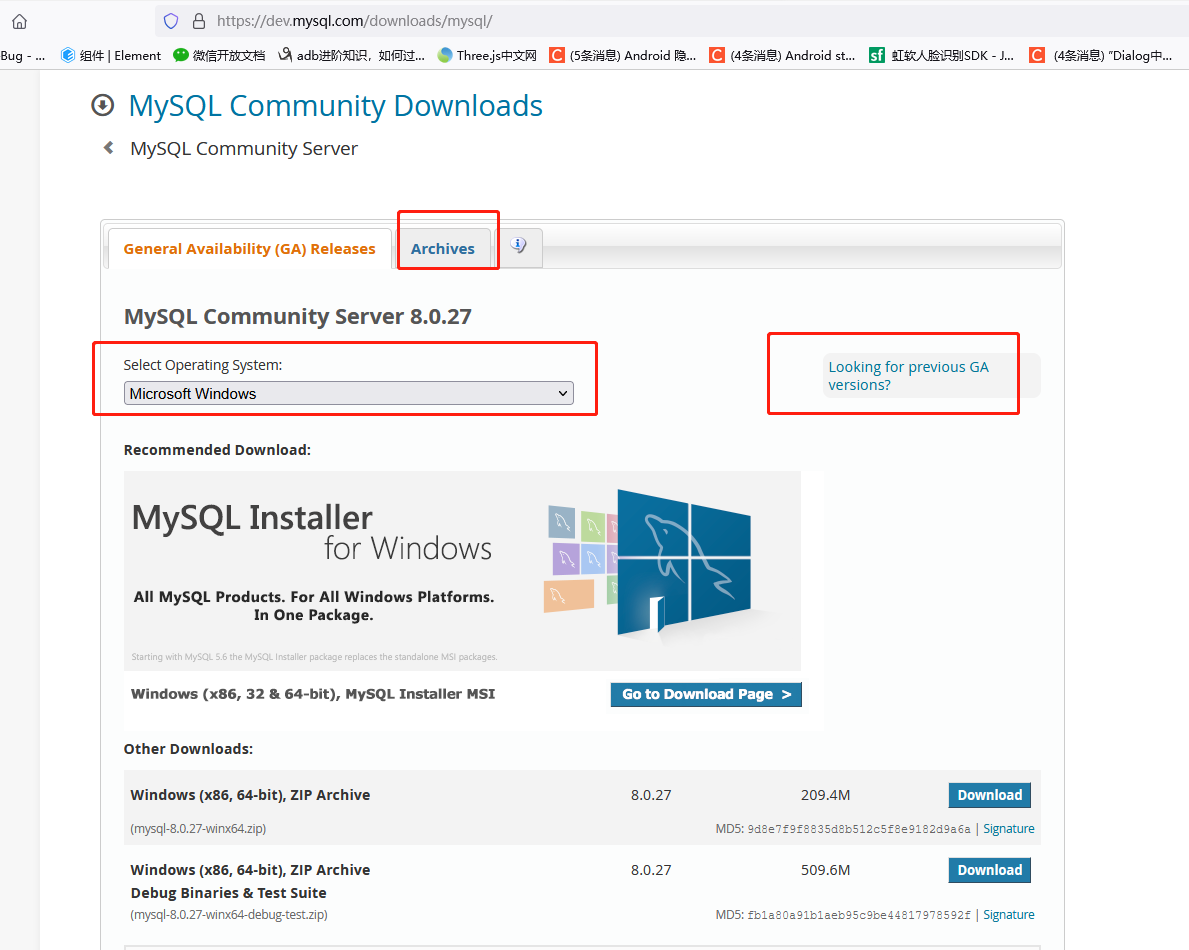 https://dev.mysql.com/downloads/mysql/
Bug - ...
组件 | Element
微信开放文档
adb进阶知识，如何过...
Three.js中文网
(5条消息) Android 隐...
(4条消息) Android st...
虹软人脸识别SDK - J...
(4条消息) "Dialog中...
MySQL Community Downloads
MySQL Community Server
General Availability (GA) Releases
Archives
MySQL Community Server 8.0.27
Select Operating System:
Microsoft Windows
Looking for previous GA
versions?
Recommended Download:
MySQL Installer
for Windows
All MySQL Products. For All Windows Platforms.
In One Package.
Starting with MySQL 5.6 the MySQL Installer package replaces the standalone MSI packages.
Windows (x86, 32 & 64-bit), MySQL Installer MSI
Go to Download Page >
Other Downloads:
Windows (x86, 64-bit), ZIP Archive 8.0.27 209.4M Download
(mysql-8.0.27-winx64.zip) MD5: 9d8e7f9f8835d8b512c5f8e9182d9a6a | Signature
Windows (x86, 64-bit), ZIP Archive 8.0.27 509.6M Download
Debug Binaries & Test Suite
(mysql-8.0.27-winx64-debug-test.zip) MD5: fb1a80a91b1aeb95c9be44817978592f | Signature